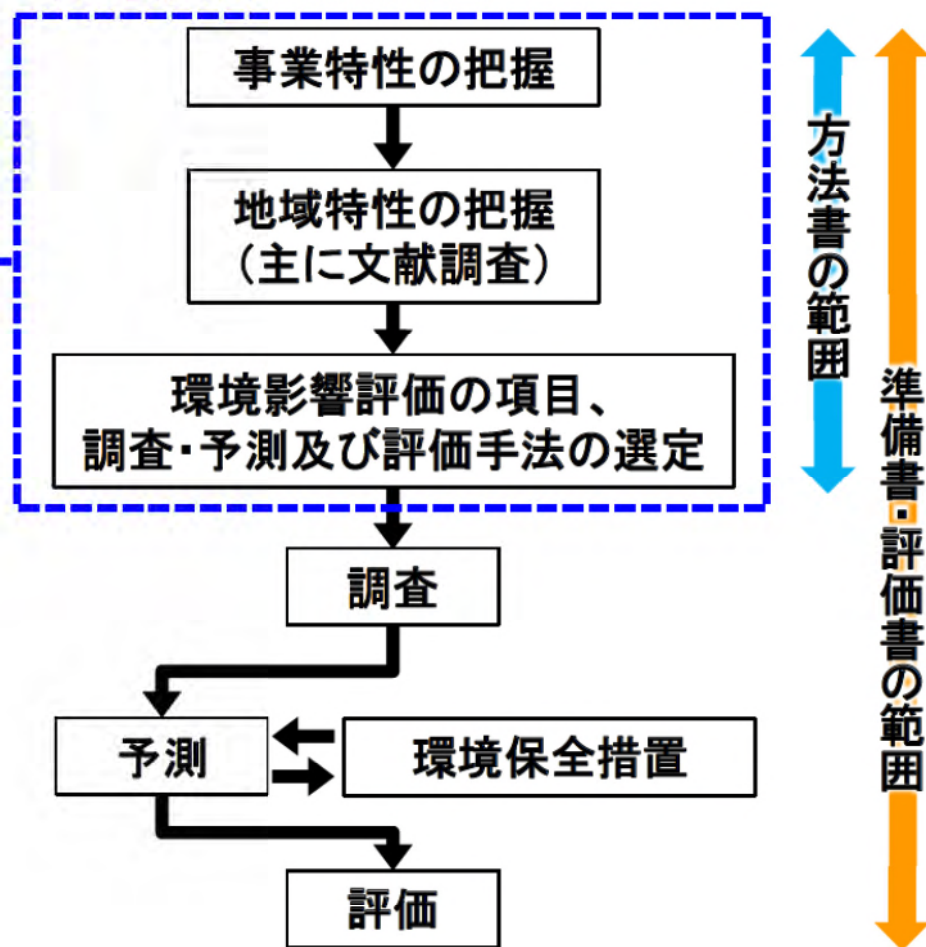 事業特性の把握
地域特性の把握
（主に文献調査）
環境影響評価の項目、
調査・予測及び評価手法の選定
調査
予測
環境保全措置
評価
方法書の範囲
準備書・評価書の範囲